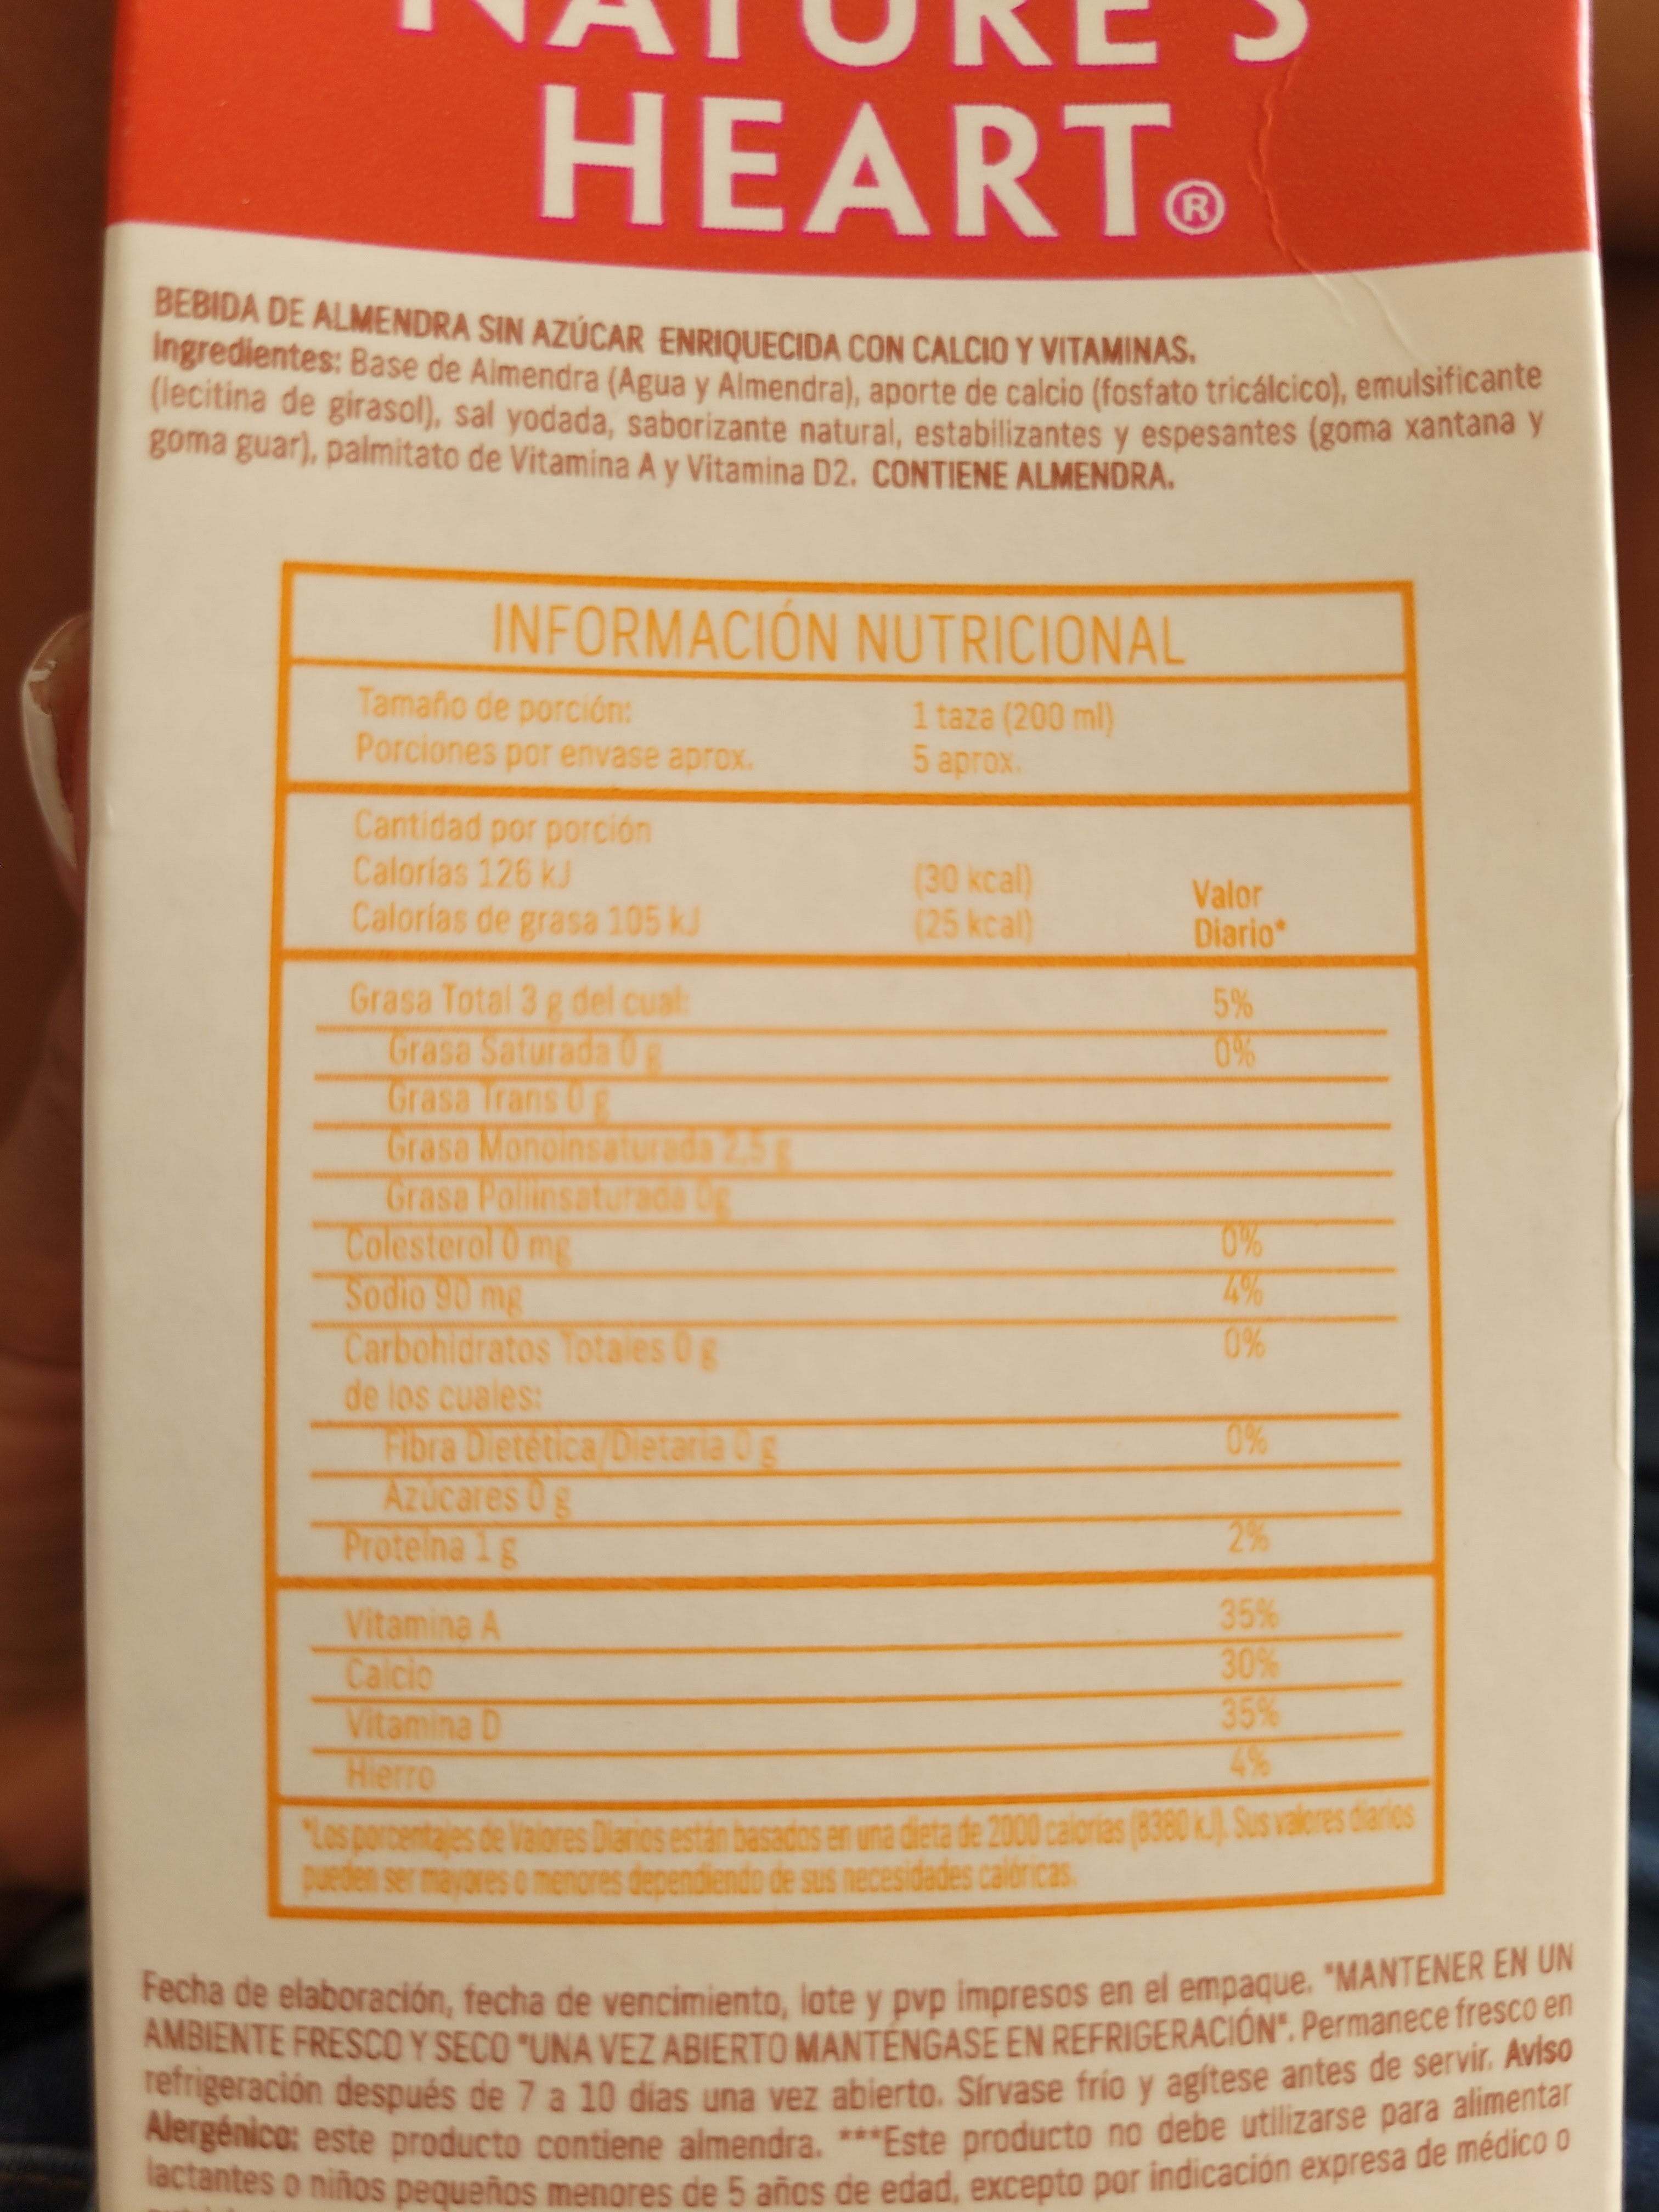 NATURE'S
HEART®
BEBIDA DE ALMENDRA SIN AZÚCAR ENRIQUECIDA CON CALCIO Y VITAMINAS.
Ingredientes: Base de Almendra (Agua y Almendra), aporte de calcio (fosfato tricálcico), emulsificante
(lecitina de girasol), sal yodada, saborizante natural, estabilizantes y espesantes (goma xantana y
goma guar), palmitato de Vitamina A y Vitamina D2. CONTIENE ALMENDRA.
INFORMACIÓN NUTRICIONAL
Tamaño de porción: 1 taza (200 ml)
Porciones por envase aprox. 5 aprox.
Cantidad por porción
Calorías 126 kJ (30 kcal)
Calorías de grasa 105 kJ (25 kcal)
Valor
Diario*
Grasa Total 3 g del cual: 5%
Grasa Saturada 0 g 0%
Grasa Trans 0 g
Grasa Monoinsaturada 2,5 g
Grasa Poliinsaturada 0g
Colesterol 0 mg 0%
Sodio 90 mg 4%
Carbohidratos Totales 0 g 0%
de los cuales:
Fibra Dietética/Dietaria 0 g 0%
Azúcares 0 g
Proteína 1 g 2%
Vitamina A 35%
Calcio 30%
Vitamina D 35%
Hierro 4%
*Los porcentajes de Valores Diarios están basados en una dieta de 2000 calorías (8380 kJ). Sus valores diarios
pueden ser mayores o menores dependiendo de sus necesidades calóricas.
Fecha de elaboración, fecha de vencimiento, lote y pvp impresos en el empaque. "MANTENER EN UN
AMBIENTE FRESCO Y SECO "UNA VEZ ABIERTO MANTÉNGASE EN REFRIGERACIÓN". Permanece fresco en
refrigeración después de 7 a 10 días una vez abierto. Sírvase frío y agítese antes de servir. Aviso
Alergénico: este producto contiene almendra. ***Este producto no debe utilizarse para alimentar
lactantes o niños pequeños menores de 5 años de edad, excepto por indicación expresa de médico o